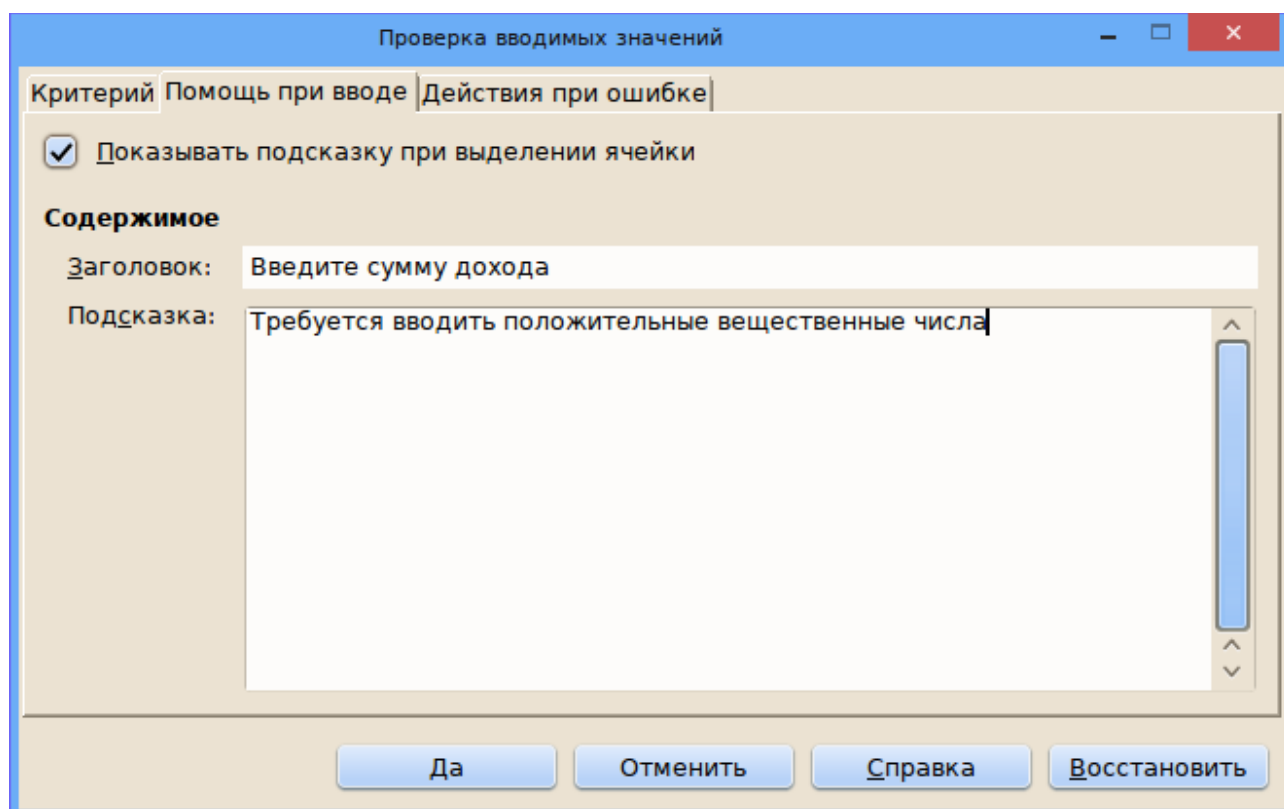 Проверка вводимых значений
Критерий Помощь при вводе Действия при ошибке
Показывать подсказку при выделении ячейки
Содержимое
Заголовок: Введите сумму дохода
Подсказка: Требуется вводить положительные вещественные числа
Да Отменить Справка Восстановить